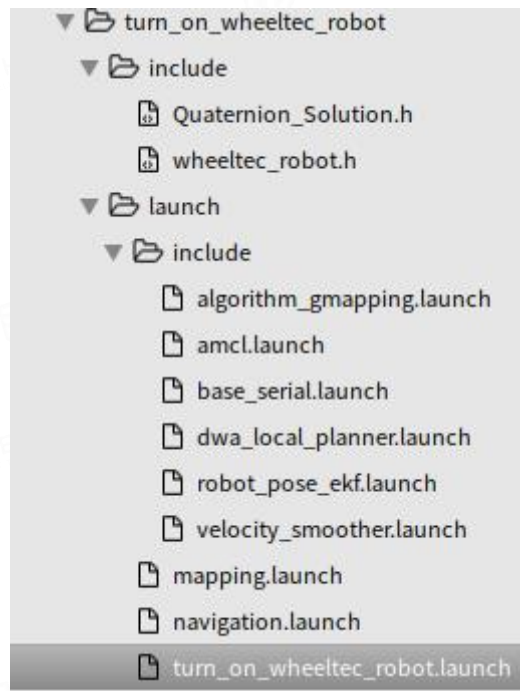 turn_on_wheeltec_robot
include
Quaternion_Solution.h
wheeltec_robot.h
launch
include
algorithm_gmapping.launch
amcl.launch
base_serial.launch
dwa_local_planner.launch
robot_pose_ekf.launch
velocity_smoother.launch
mapping.launch
navigation.launch
turn_on_wheeltec_robot.launch